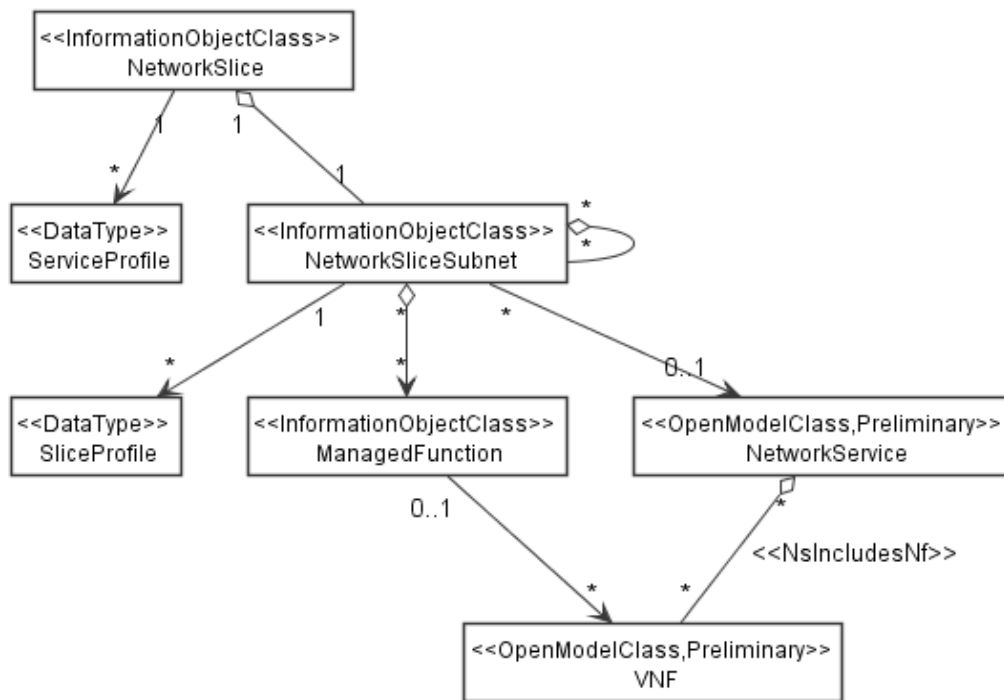 <<InformationObjectClass>>
NetworkSlice
1
1
*
1
<<DataType>>
ServiceProfile
<<InformationObjectClass>>
NetworkSliceSubnet
*
*
1
*
*
*
*
0..1
<<DataType>>
SliceProfile
<<InformationObjectClass>>
ManagedFunction
<<OpenModelClass,Preliminary>>
NetworkService
0..1
*
<<NsIncludesNf>>
*
*
<<OpenModelClass,Preliminary>>
VNF